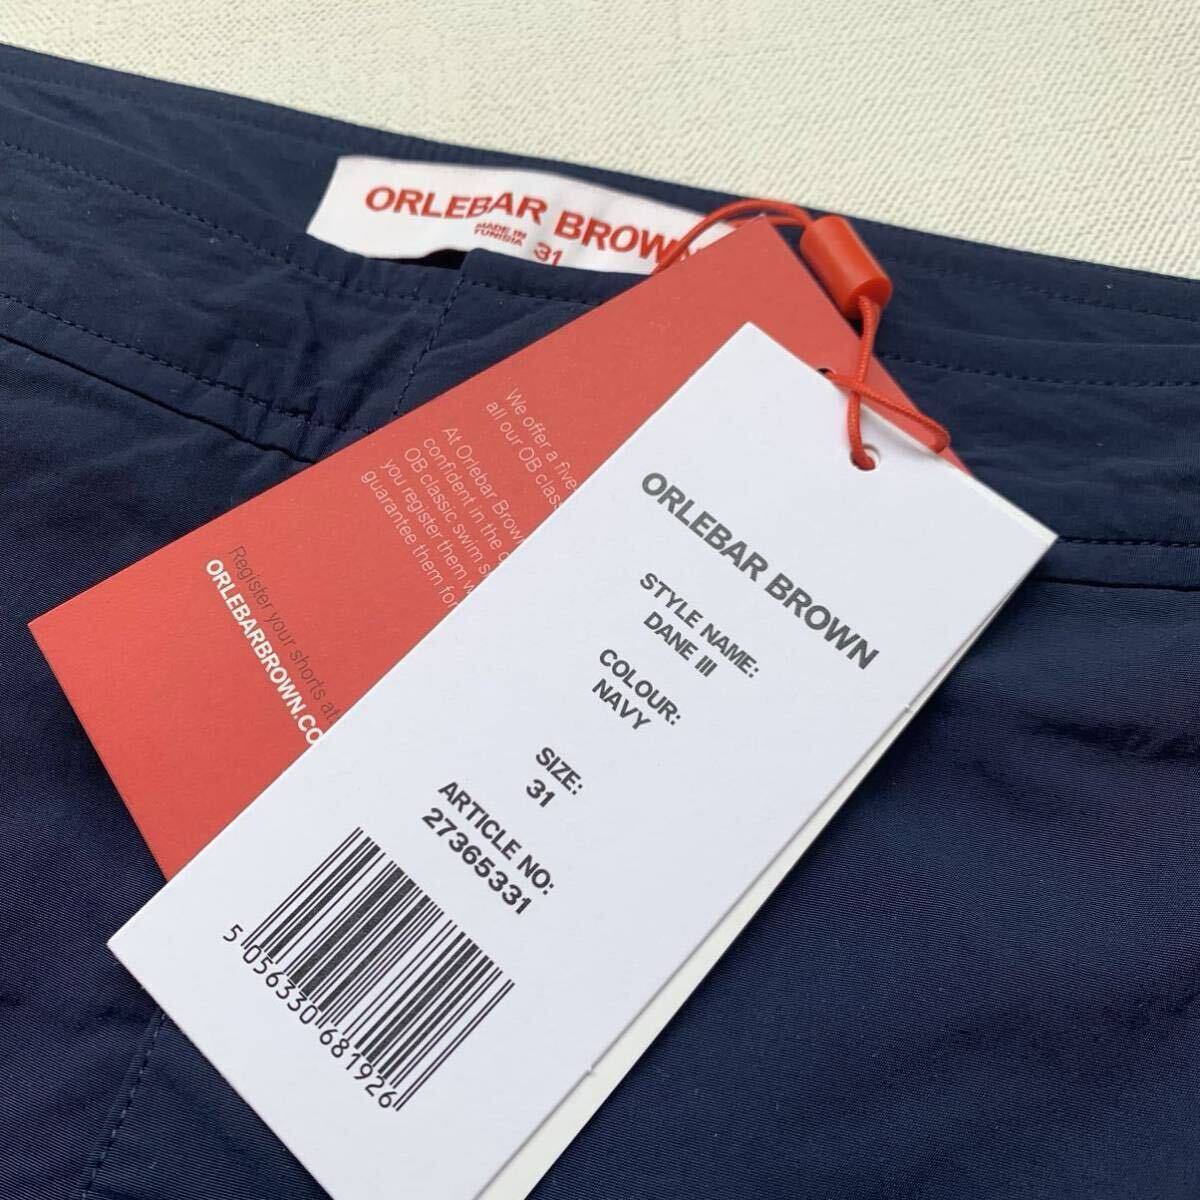 ORLEBAR BROWN
MADE IN
TUNISIA
31
We offer a five
all our OB class
At Orlebar Brow
confident in the
OB classic swim
you register them
guarantee them for
Register your shorts at
ORLEBARBROWN.CO
ORLEBAR BROWN
STYLE NAME:
DANE III
COLOUR:
NAVY
SIZE:
31
ARTICLE NO:
27365331
5 056330 681926